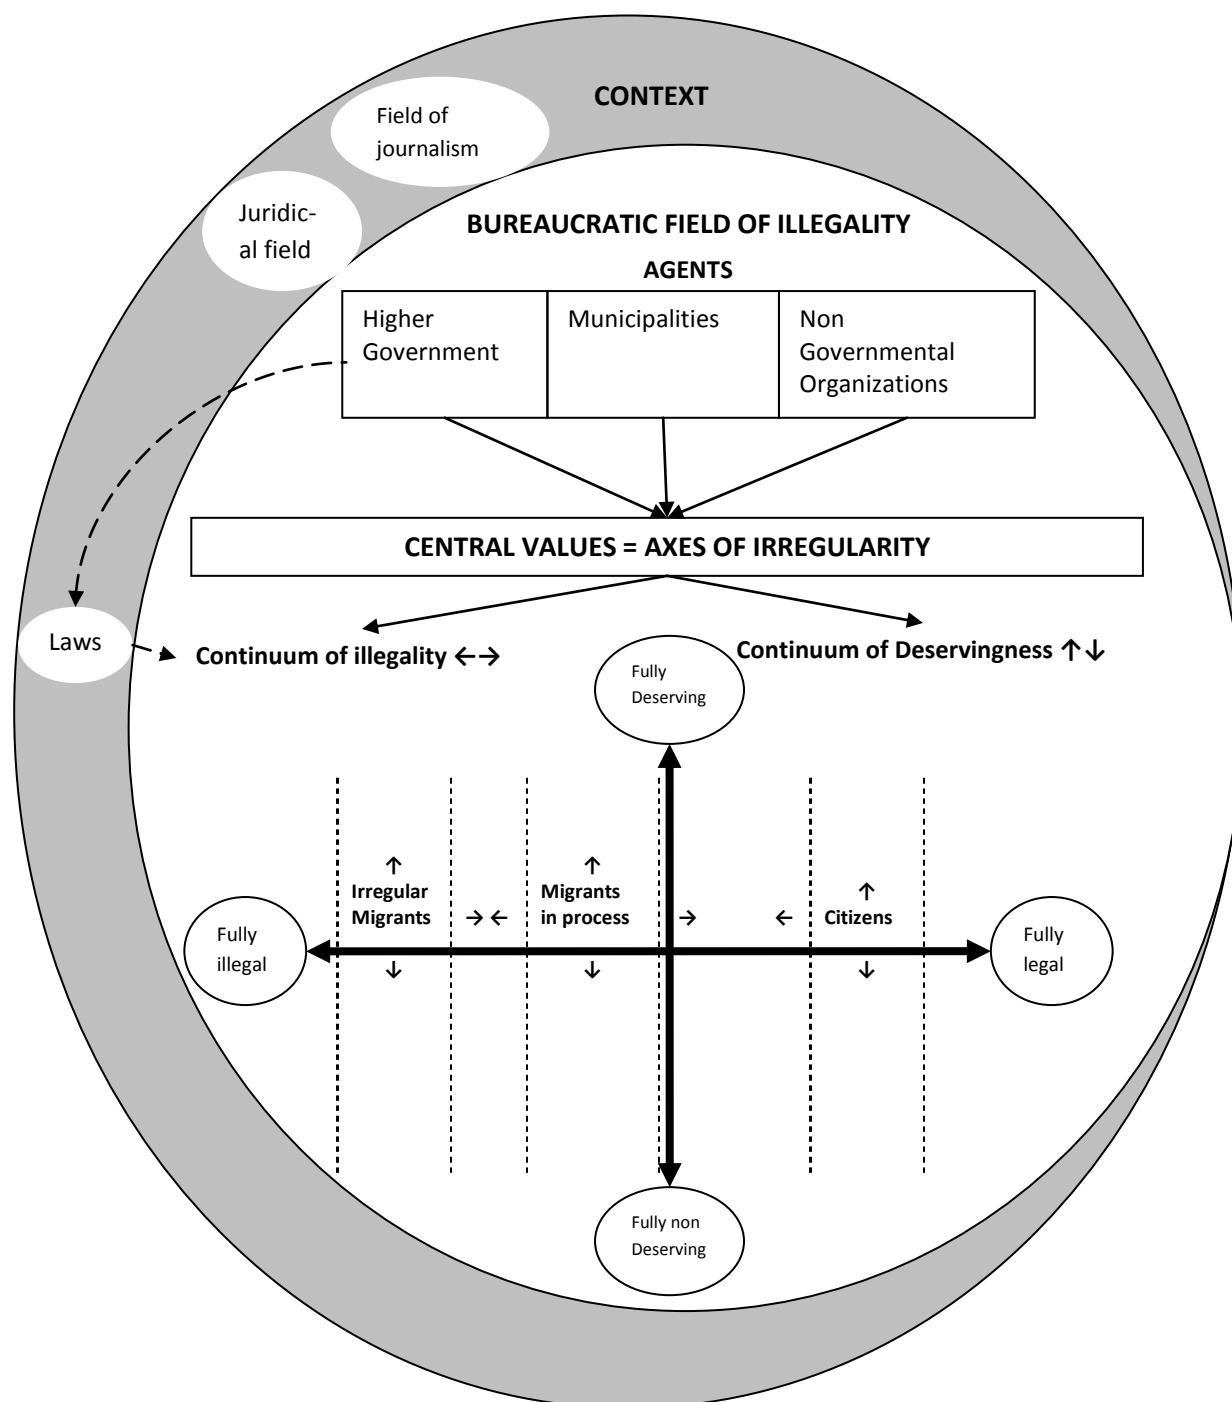 CONTEXT
Field of
journalism
Juridic-
al field
BUREAUCRATIC FIELD OF ILLEGALITY
AGENTS
Higher
Government
Municipalities
Non
Governmental
Organizations
CENTRAL VALUES = AXES OF IRREGULARITY
Laws
Continuum of illegality ←→
Continuum of Deservingness ↑↓
Fully
Deserving
↑
Irregular
Migrants
↓
→ ←
↑
Migrants
in process
↓
→
←
↑
Citizens
↓
Fully
illegal
Fully
legal
Fully non
Deserving